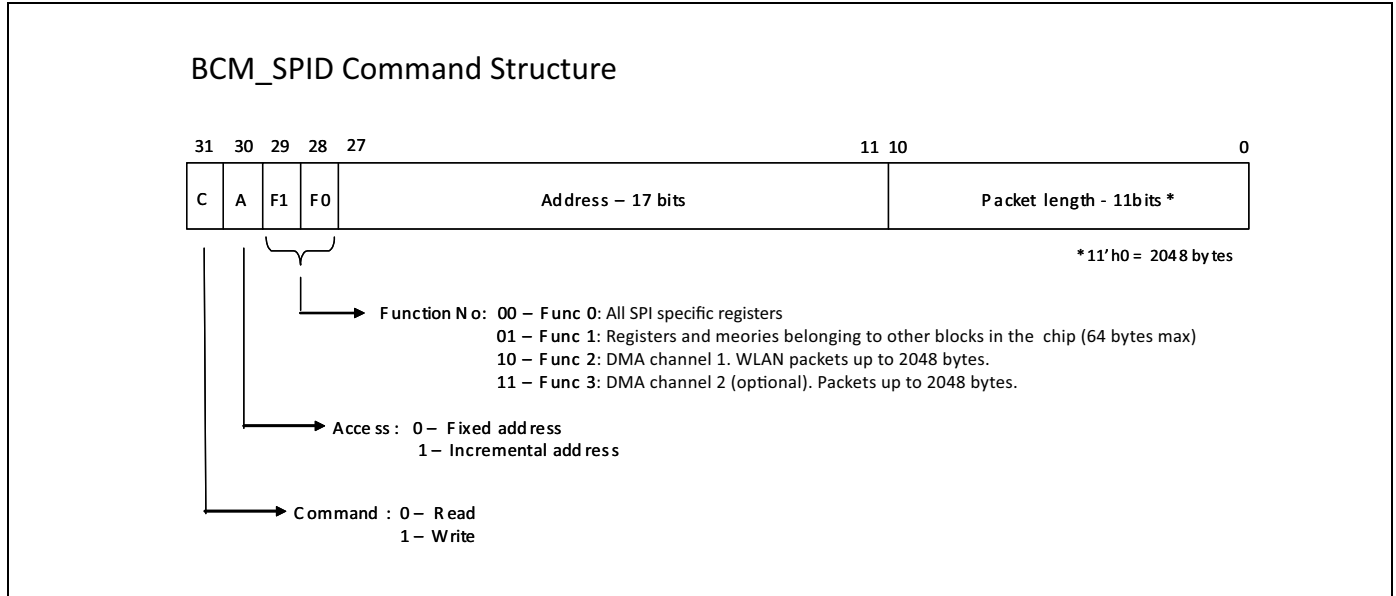 BCM_SPID Command Structure
31 30 29 28 27 11 10 0
C A F1 F0 Address – 17 bits Packet length - 11bits *
*11'h0 = 2048 bytes
Function No: 00 – Func 0: All SPI specific registers
01 – Func 1: Registers and meories belonging to other blocks in the chip (64 bytes max)
10 – Func 2: DMA channel 1. WLAN packets up to 2048 bytes.
11 – Func 3: DMA channel 2 (optional). Packets up to 2048 bytes.
Access : 0 – Fixed address
1 – Incremental address
Command : 0 – Read
1 – Write